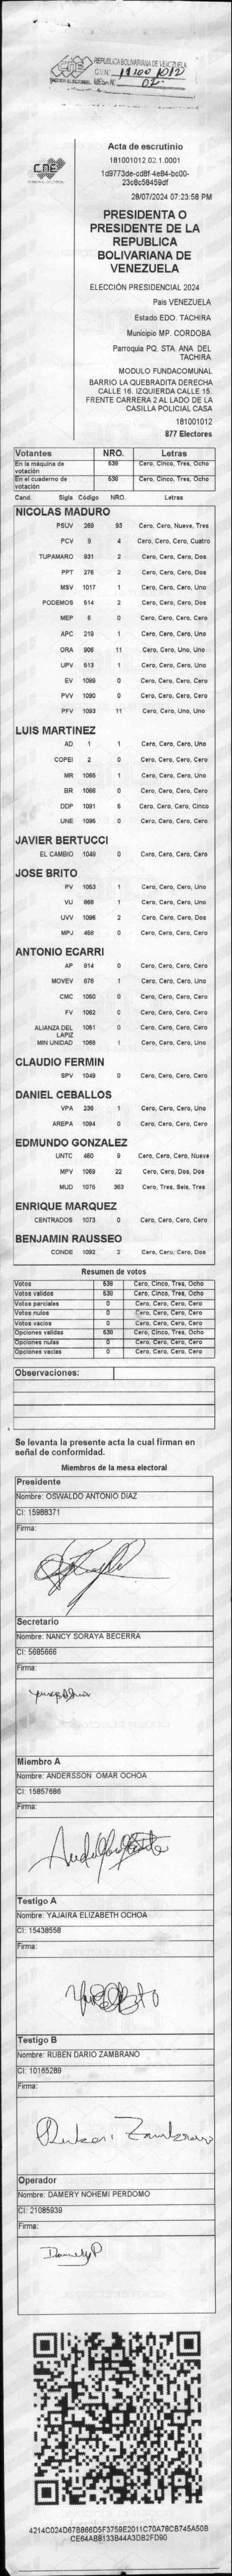 REPUBLICA BOLIVARIANA DE VENEZUELA
181001012
02
CNE
Acta de escrutinio
181001012.02.1.0001
1d9773de-cd8f-4e84-bc00-
23c8c59459df
28/07/2024 07:23:58 PM
PRESIDENTA O
PRESIDENTE DE LA
REPUBLICA
BOLIVARIANA DE
VENEZUELA
ELECCIÓN PRESIDENCIAL 2024
Pais VENEZUELA
Estado EDO. TACHIRA
Municipio MP. CORDOBA
Parroquia PQ. STA. ANA DEL
TACHIRA
MODULO FUNDACOMUNAL
BARRIO LA QUEBRADITA DERECHA
CALLE 16. IZQUIERDA CALLE 15.
FRENTE CARRERA 2 AL LADO DE LA
CASILLA POLICIAL CASA
181001012
877 Electores
Votantes NRO. Letras
En la máquina de votación 538 Cero, Cinco, Tres, Ocho
En el cuaderno de votación 538 Cero, Cinco, Tres, Ocho
Cand. Sigla Código NRO. Letras
NICOLAS MADURO
PSUV 269 93 Cero, Cero, Nueve, Tres
PCV 9 4 Cero, Cero, Cero, Cuatro
TUPAMARO 931 2 Cero, Cero, Cero, Dos
PPT 276 2 Cero, Cero, Cero, Dos
MSV 1017 1 Cero, Cero, Cero, Uno
PODEMOS 514 2 Cero, Cero, Cero, Dos
MEP 6 0 Cero, Cero, Cero, Cero
APC 219 1 Cero, Cero, Cero, Uno
ORA 906 11 Cero, Cero, Uno, Uno
UPV 513 1 Cero, Cero, Cero, Uno
EV 1099 0 Cero, Cero, Cero, Cero
PVV 1090 0 Cero, Cero, Cero, Cero
PFV 1093 11 Cero, Cero, Uno, Uno
LUIS MARTINEZ
AD 1 1 Cero, Cero, Cero, Uno
COPEI 2 0 Cero, Cero, Cero, Cero
MR 1065 1 Cero, Cero, Cero, Uno
BR 1066 0 Cero, Cero, Cero, Cero
DDP 1091 5 Cero, Cero, Cero, Cinco
UNE 1095 0 Cero, Cero, Cero, Cero
JAVIER BERTUCCI
EL CAMBIO 1048 0 Cero, Cero, Cero, Cero
JOSE BRITO
PV 1053 1 Cero, Cero, Cero, Uno
VU 869 1 Cero, Cero, Cero, Uno
UVV 1096 2 Cero, Cero, Cero, Dos
MPJ 458 0 Cero, Cero, Cero, Cero
ANTONIO ECARRI
AP 814 0 Cero, Cero, Cero, Cero
MOVEV 878 1 Cero, Cero, Cero, Uno
CMC 1050 0 Cero, Cero, Cero, Cero
FV 1062 0 Cero, Cero, Cero, Cero
ALIANZA DEL LAPIZ 1081 0 Cero, Cero, Cero, Cero
MIN UNIDAD 1068 1 Cero, Cero, Cero, Uno
CLAUDIO FERMIN
SPV 1049 0 Cero, Cero, Cero, Cero
DANIEL CEBALLOS
VPA 236 1 Cero, Cero, Cero, Uno
AREPA 1094 0 Cero, Cero, Cero, Cero
EDMUNDO GONZALEZ
UNTC 460 9 Cero, Cero, Cero, Nueve
MPV 1069 22 Cero, Cero, Dos, Dos
MUD 1075 363 Cero, Tres, Seis, Tres
ENRIQUE MARQUEZ
CENTRADOS 1073 0 Cero, Cero, Cero, Cero
BENJAMIN RAUSSEO
CONDE 1092 2 Cero, Cero, Cero, Dos
Resumen de votos
Votos 538 Cero, Cinco, Tres, Ocho
Votos validos 538 Cero, Cinco, Tres, Ocho
Votos parciales 0 Cero, Cero, Cero, Cero
Votos nulos 0 Cero, Cero, Cero, Cero
Votos vacios 0 Cero, Cero, Cero, Cero
Opciones validas 538 Cero, Cinco, Tres, Ocho
Opciones nulas 0 Cero, Cero, Cero, Cero
Opciones vacias 0 Cero, Cero, Cero, Cero
Observaciones:
Se levanta la presente acta la cual firman en
señal de conformidad.
Miembros de la mesa electoral
Presidente
Nombre: OSWALDO ANTONIO DIAZ
CI: 15988371
Firma:
Secretario
Nombre: NANCY SORAYA BECERRA
CI: 5685666
Firma:
Miembro A
Nombre: ANDERSSON OMAR OCHOA
CI: 15857686
Firma:
Testigo A
Nombre: YAJAIRA ELIZABETH OCHOA
CI: 15438558
Firma:
Testigo B
Nombre: RUBEN DARIO ZAMBRANO
CI: 10165289
Firma:
Ruben Zambrano
Operador
Nombre: DAMERY NOHEMI PERDOMO
CI: 21085939
Firma:
Damery P
4214C024D67B866D5F3759E2011C70A78CB745A50B
CE64AB8133B44A3DB2FD90